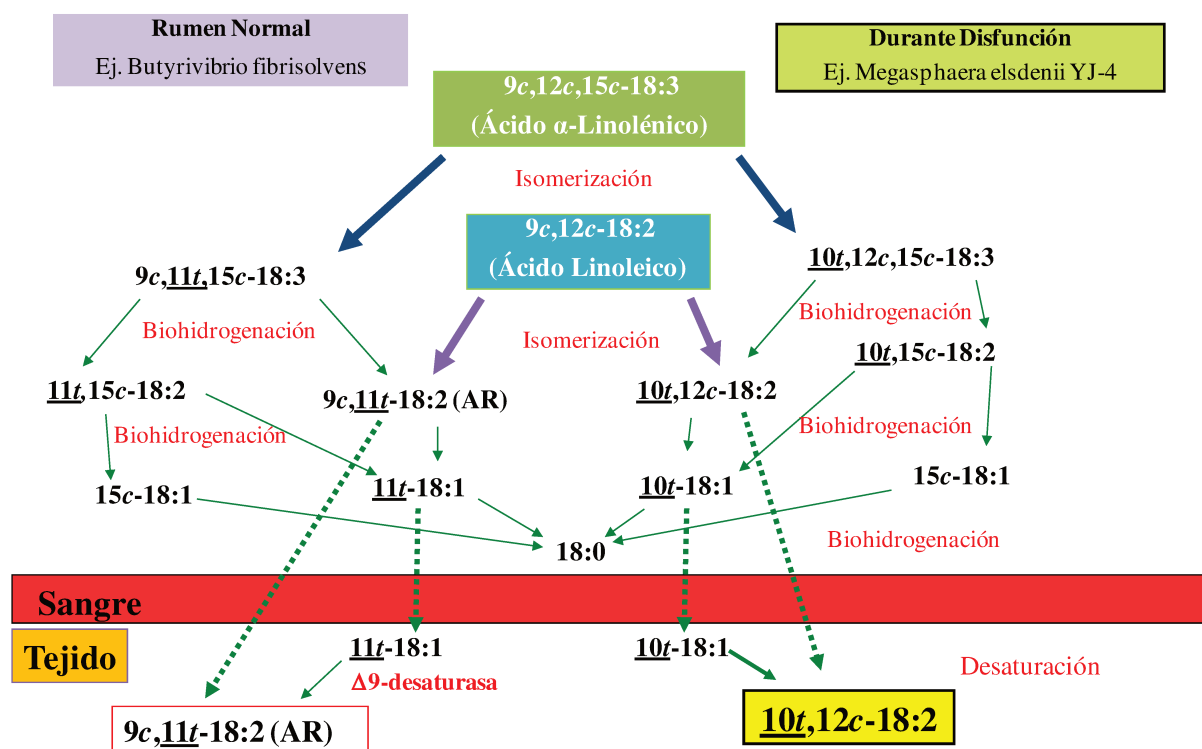 Rumen Normal
Ej. Butyrivibrio fibrisolvens
Durante Disfunción
Ej. Megasphaera elsdenii YJ-4
9c,12c,15c-18:3
(Ácido α-Linolénico)
Isomerización
9c,12c-18:2
(Ácido Linoleico)
9c,11t,15c-18:3
10t,12c,15c-18:3
Biohidrogenación
Isomerización
Biohidrogenación
10t,15c-18:2
11t,15c-18:2
9c,11t-18:2 (AR)
10t,12c-18:2
Biohidrogenación
Biohidrogenación
15c-18:1
11t-18:1
10t-18:1
15c-18:1
18:0
Biohidrogenación
Sangre
Tejido
11t-18:1
10t-18:1
Δ9-desaturasa
Desaturación
9c,11t-18:2 (AR)
10t,12c-18:2